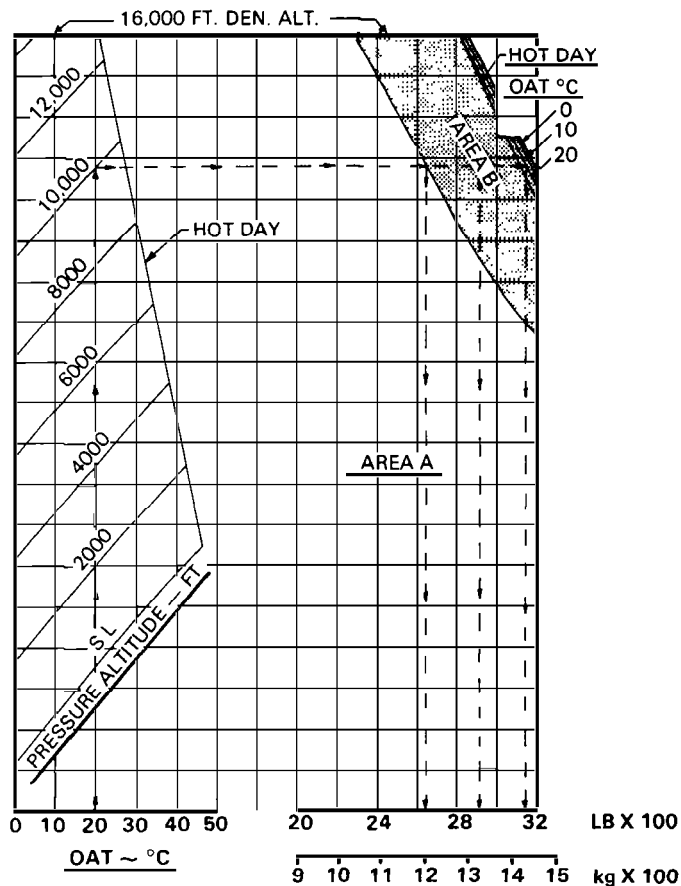 16,000 FT. DEN. ALT.
HOT DAY
OAT °C
0
10
20
12,000
AREA B
10,000
HOT DAY
8000
6000
4000
AREA A
2000
S L
PRESSURE ALTITUDE ~ FT
0 10 20 30 40 50 20 24 28 32 LB X 100
OAT ~ °C
9 10 11 12 13 14 15 kg X 100